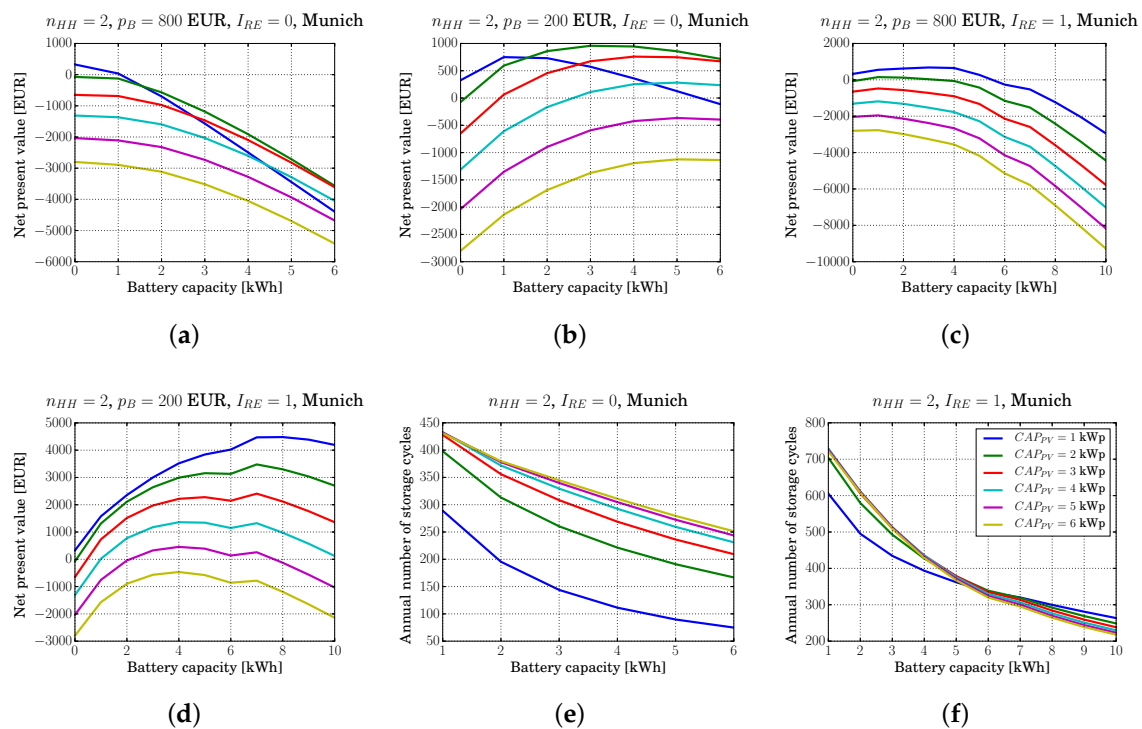 n_HH = 2, p_B = 800 EUR, I_RE = 0, Munich
Net present value [EUR]
1000
0
−1000
−2000
−3000
−4000
−5000
−6000
0 1 2 3 4 5 6
Battery capacity [kWh]
(a)
n_HH = 2, p_B = 200 EUR, I_RE = 0, Munich
Net present value [EUR]
1000
500
0
−500
−1000
−1500
−2000
−2500
−3000
0 1 2 3 4 5 6
Battery capacity [kWh]
(b)
n_HH = 2, p_B = 800 EUR, I_RE = 1, Munich
Net present value [EUR]
2000
0
−2000
−4000
−6000
−8000
−10000
0 2 4 6 8 10
Battery capacity [kWh]
(c)
n_HH = 2, p_B = 200 EUR, I_RE = 1, Munich
Net present value [EUR]
5000
4000
3000
2000
1000
0
−1000
−2000
−3000
0 2 4 6 8 10
Battery capacity [kWh]
(d)
n_HH = 2, I_RE = 0, Munich
Annual number of storage cycles
450
400
350
300
250
200
150
100
50
1 2 3 4 5 6
Battery capacity [kWh]
(e)
n_HH = 2, I_RE = 1, Munich
Annual number of storage cycles
800
700
600
500
400
300
200
CAP_PV = 1 kWp
CAP_PV = 2 kWp
CAP_PV = 3 kWp
CAP_PV = 4 kWp
CAP_PV = 5 kWp
CAP_PV = 6 kWp
1 2 3 4 5 6 7 8 9 10
Battery capacity [kWh]
(f)